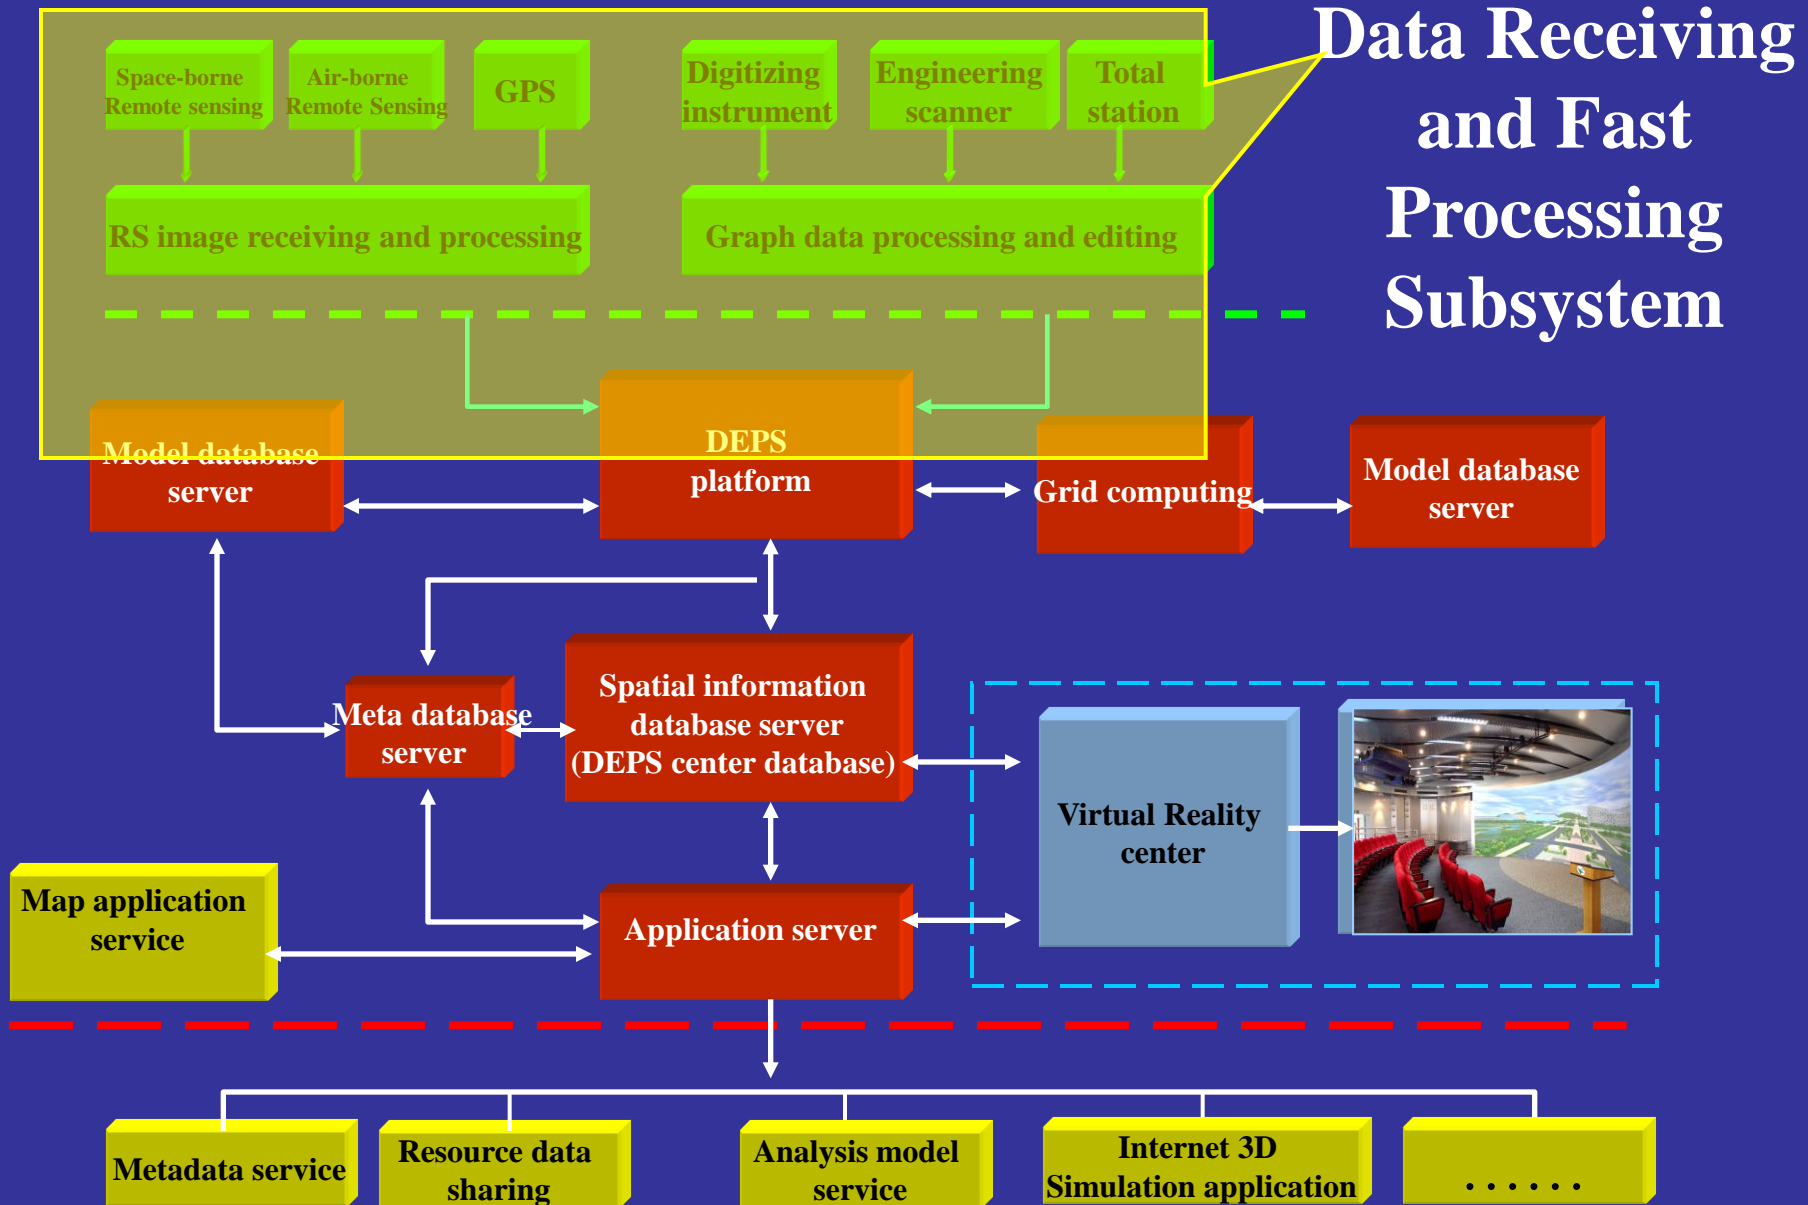 Data Receiving
and Fast
Processing
Subsystem
Space-borne
Remote sensing
Air-borne
Remote Sensing
GPS
Digitizing
instrument
Engineering
scanner
Total
station
RS image receiving and processing
Graph data processing and editing
Model database
server
DEPS
platform
Grid computing
Model database
server
Meta database
server
Spatial information
database server
(DEPS center database)
Virtual Reality
center
Map application
service
Application server
Metadata service
Resource data
sharing
Analysis model
service
Internet 3D
Simulation application
. . . . . .